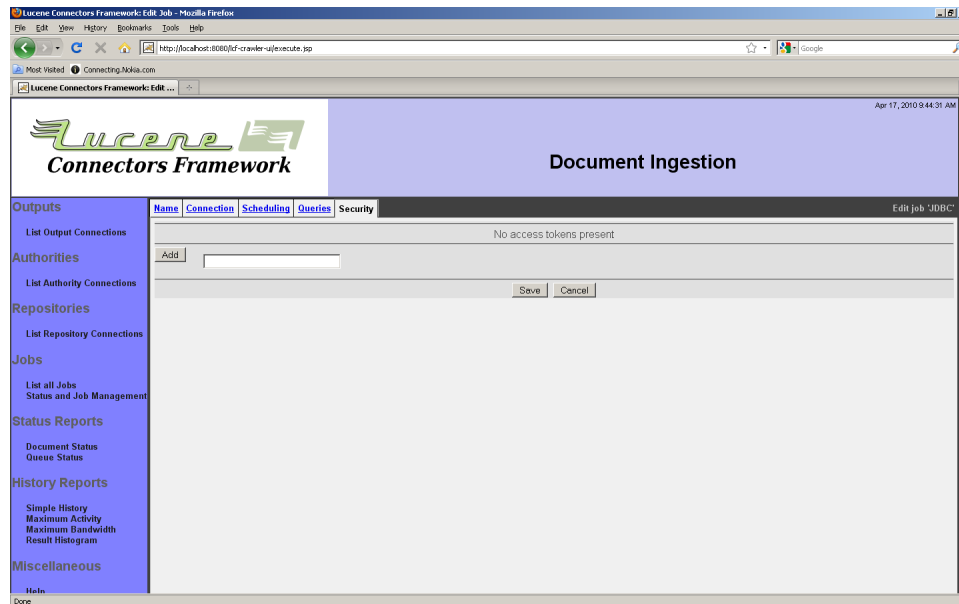 Lucene Connectors Framework: Edit Job - Mozilla Firefox
File Edit View History Bookmarks Tools Help
http://localhost:8080/lcf-crawler-ui/execute.jsp
Google
Most Visited Connecting.Nokia.com
Lucene Connectors Framework: Edit ...
Apr 17, 2010 9:44:31 AM
Lucene
Connectors Framework
Document Ingestion
Outputs
List Output Connections
Authorities
List Authority Connections
Repositories
List Repository Connections
Jobs
List all Jobs
Status and Job Management
Status Reports
Document Status
Queue Status
History Reports
Simple History
Maximum Activity
Maximum Bandwidth
Result Histogram
Miscellaneous
Help
Name Connection Scheduling Queries Security
Edit job 'JDBC'
No access tokens present
Add
Save Cancel
Done